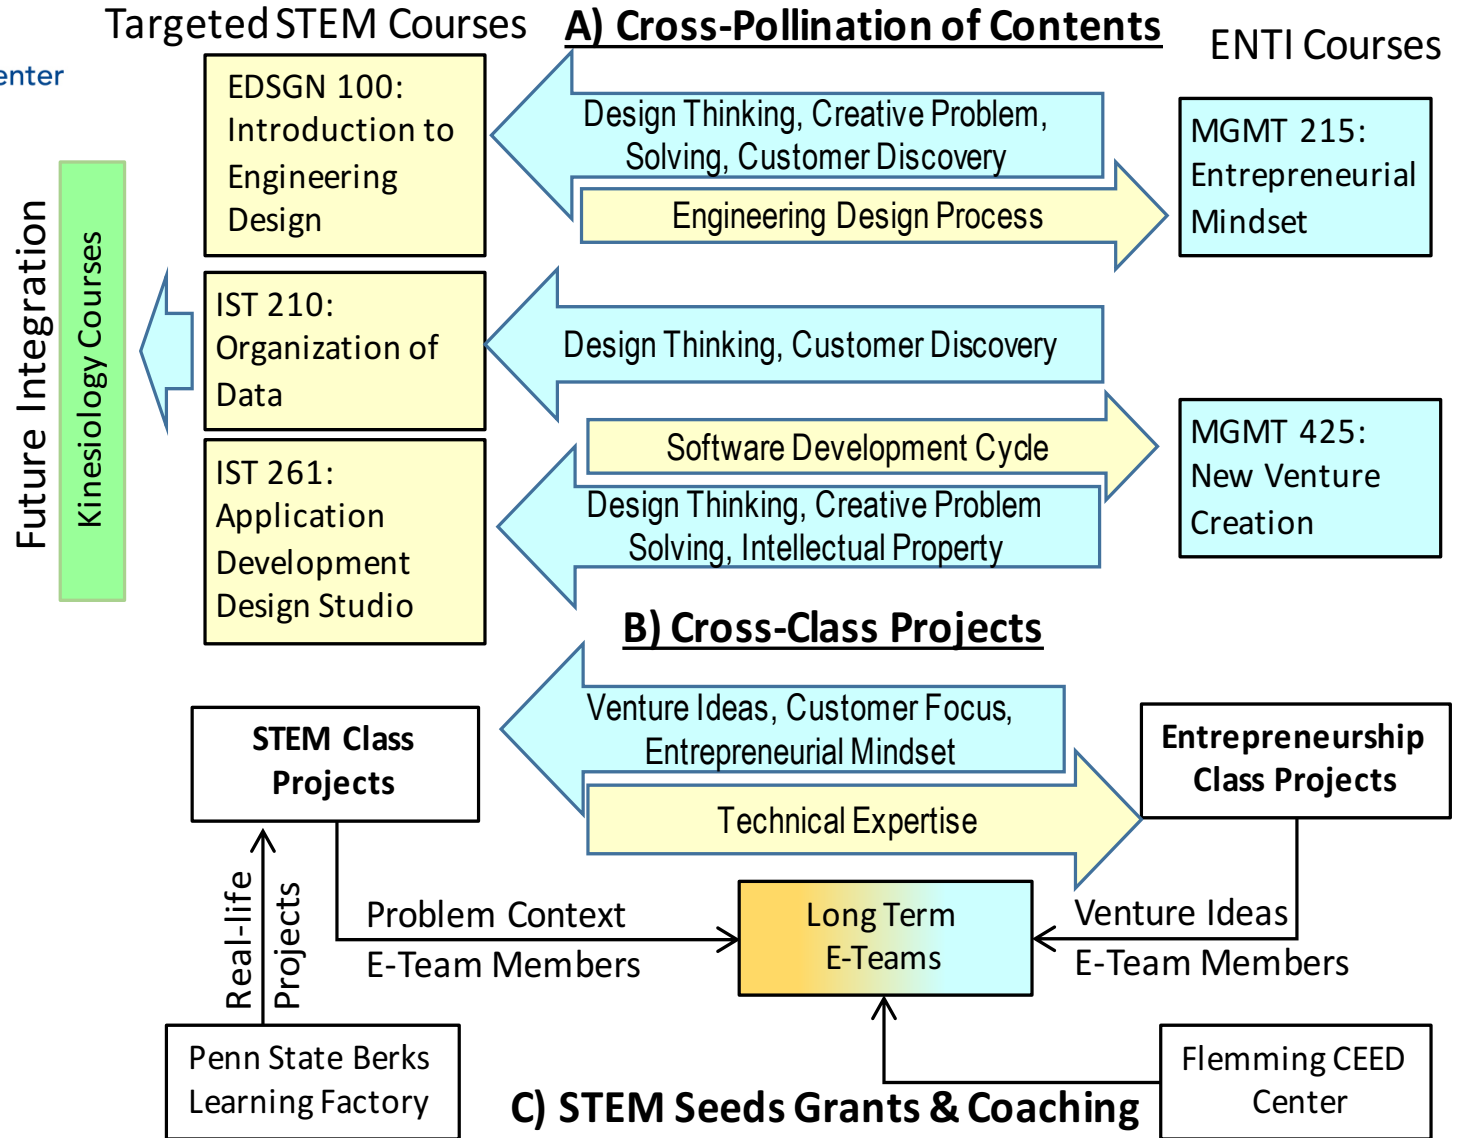 Targeted STEM Courses
A) Cross-Pollination of Contents
ENTI Courses
enter
EDSGN 100:
Introduction to
Engineering
Design
Design Thinking, Creative Problem,
Solving, Customer Discovery
Engineering Design Process
MGMT 215:
Entrepreneurial
Mindset
Future Integration
Kinesiology Courses
IST 210:
Organization of
Data
Design Thinking, Customer Discovery
Software Development Cycle
MGMT 425:
New Venture
Creation
IST 261:
Application
Development
Design Studio
Design Thinking, Creative Problem
Solving, Intellectual Property
B) Cross-Class Projects
STEM Class
Projects
Venture Ideas, Customer Focus,
Entrepreneurial Mindset
Technical Expertise
Entrepreneurship
Class Projects
Real-life
Projects
Problem Context
E-Team Members
Long Term
E-Teams
Venture Ideas
E-Team Members
Penn State Berks
Learning Factory
C) STEM Seeds Grants & Coaching
Flemming CEED
Center